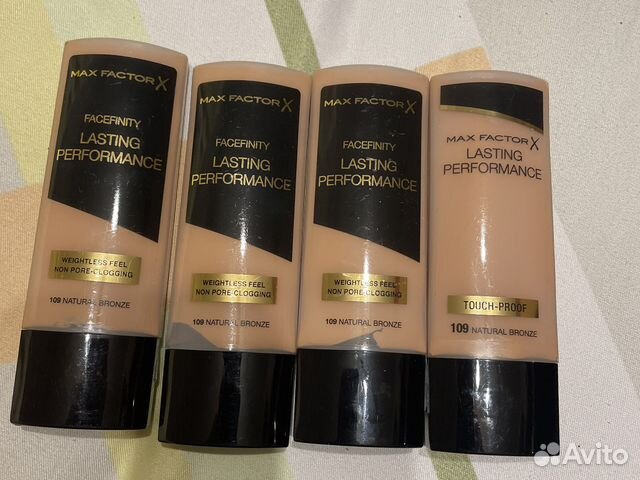 MAX FACTOR X
FACEFINITY
LASTING
PERFORMANCE
WEIGHTLESS FEEL
NON PORE-CLOGGING
109 NATURAL BRONZE
MAX FACTOR X
FACEFINITY
LASTING
PERFORMANCE
WEIGHTLESS FEEL
NON PORE-CLOGGING
109 NATURAL BRONZE
MAX FACTOR X
FACEFINITY
LASTING
PERFORMANCE
WEIGHTLESS FEEL
NON PORE-CLOGGING
109 NATURAL BRONZE
MAX FACTOR X
LASTING
PERFORMANCE
TOUCH-PROOF
109 NATURAL BRONZE
Avito